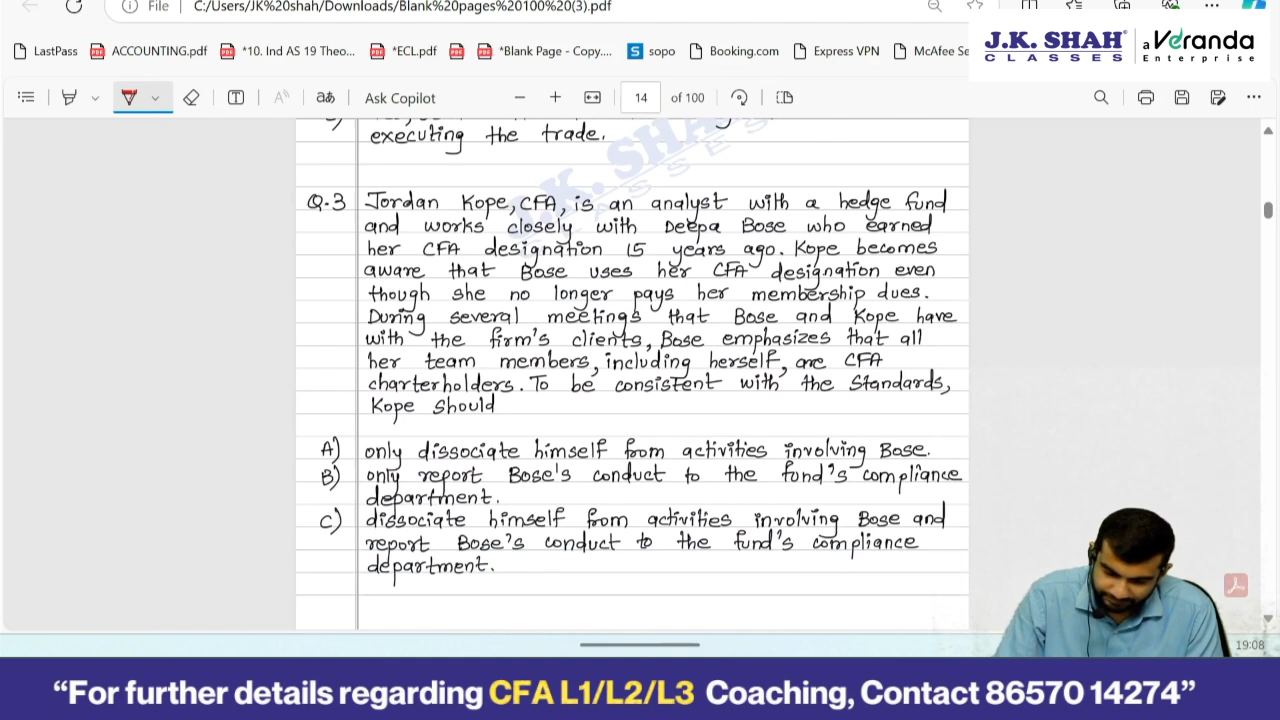 File
C:/Users/JK%20shah/Downloads/Blank%20pages%20100%20(3).pdf
LastPass
ACCOUNTING.pdf
*10. Ind AS 19 Theo...
*ECL.pdf
*Blank Page - Copy....
sopo
Booking.com
Express VPN
McAfee Se
J.K. SHAH®
CLASSES
a Veranda
Enterprise
Ask Copilot
14
of 100
executing the trade.
J.K. SHAH
CLASSES
Q.3 Jordan Kope, CFA, is an analyst with a hedge fund
and works closely with Deepa Bose who earned
her CFA designation 15 years ago. Kope becomes
aware that Bose uses her CFA designation even
though she no longer pays her membership dues.
During several meetings that Bose and Kope have
with the firm's clients, Bose emphasizes that all
her team members, including herself, are CFA
charterholders. To be consistent with the Standards,
Kope should
A) only dissociate himself from activities involving Bose.
B) only report Bose's conduct to the fund's compliance
department.
C) dissociate himself from activities involving Bose and
report Bose's conduct to the fund's compliance
department.
19:08
"For further details regarding CFA L1/L2/L3 Coaching, Contact 86570 14274"